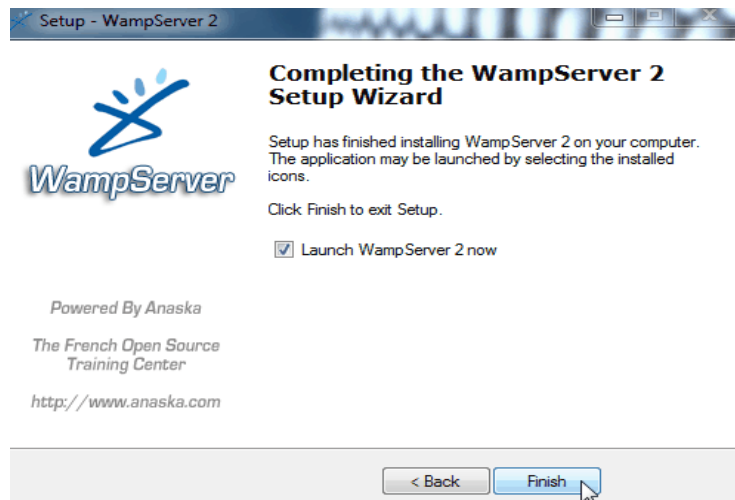 Setup - WampServer 2
WampServer
Completing the WampServer 2
Setup Wizard
Setup has finished installing WampServer 2 on your computer.
The application may be launched by selecting the installed
icons.
Click Finish to exit Setup.
Launch WampServer 2 now
Powered By Anaska
The French Open Source
Training Center
http://www.anaska.com
< Back
Finish